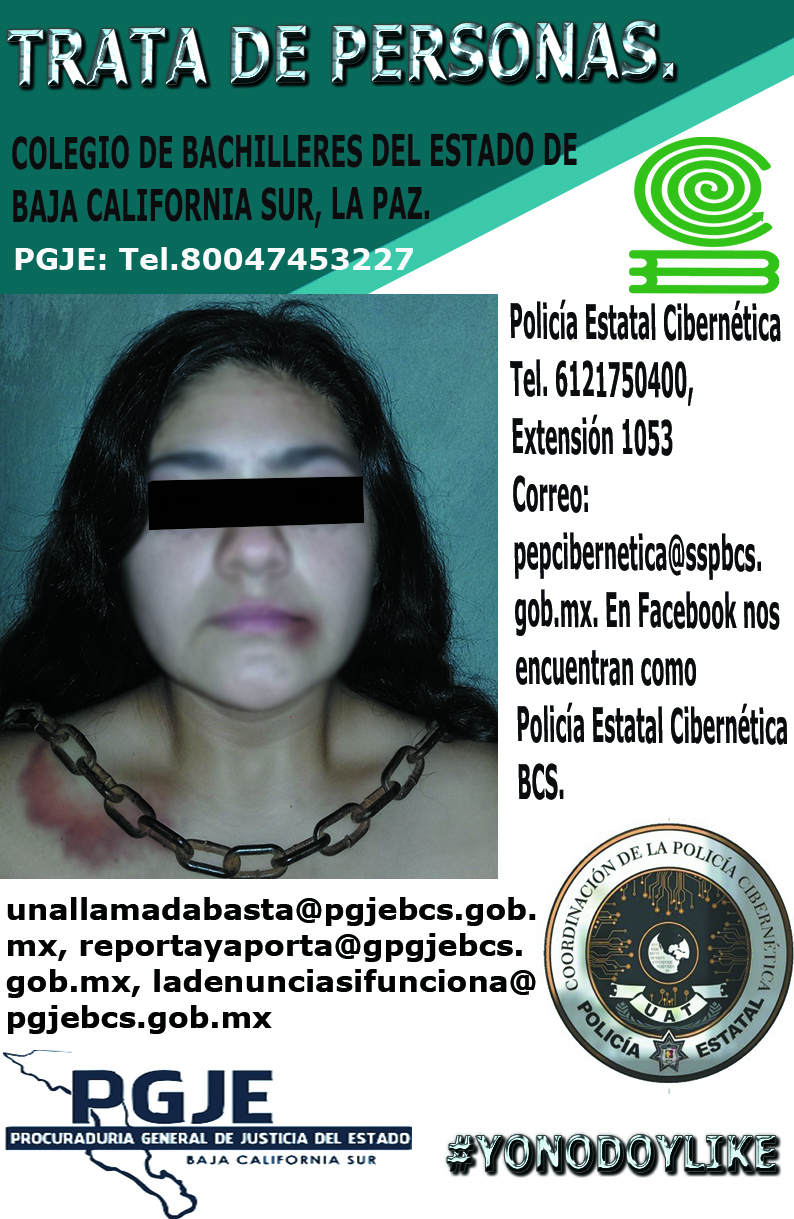 TRATA DE PERSONAS.
COLEGIO DE BACHILLERES DEL ESTADO DE
BAJA CALIFORNIA SUR, LA PAZ.
PGJE: Tel.80047453227
Policía Estatal Cibernética
Tel. 6121750400,
Extensión 1053
Correo:
pepcibernetica@sspbcs.
gob.mx. En Facebook nos
encuentran como
Policía Estatal Cibernética
BCS.
unallamadabasta@pgjebcs.gob.
mx, reportayaporta@gpgjebcs.
gob.mx, ladenunciasifunciona@
pgjebcs.gob.mx
COORDINACIÓN DE LA POLICÍA CIBERNÉTICA
UAT
POLICÍA ESTATAL
PGJE
PROCURADURIA GENERAL DE JUSTICIA DEL ESTADO
BAJA CALIFORNIA SUR
#YONODOYLIKE